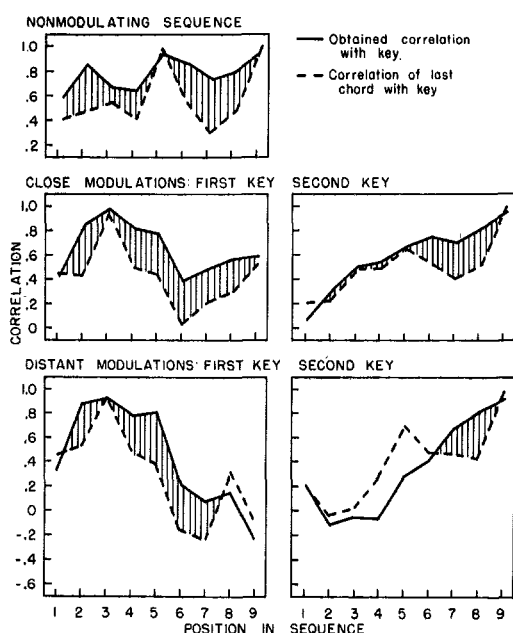 NONMODULATING SEQUENCE
1.0
.8
.6
.4
.2
Obtained correlation
with key.
Correlation of last
chord with key
CLOSE MODULATIONS: FIRST KEY
SECOND KEY
1.0
.8
.6
.4
.2
0
CORRELATION
DISTANT MODULATIONS: FIRST KEY
SECOND KEY
1.0
.8
.6
.4
.2
0
-.2
-.4
-.6
1 2 3 4 5 6 7 8 9
1 2 3 4 5 6 7 8 9
POSITION IN SEQUENCE